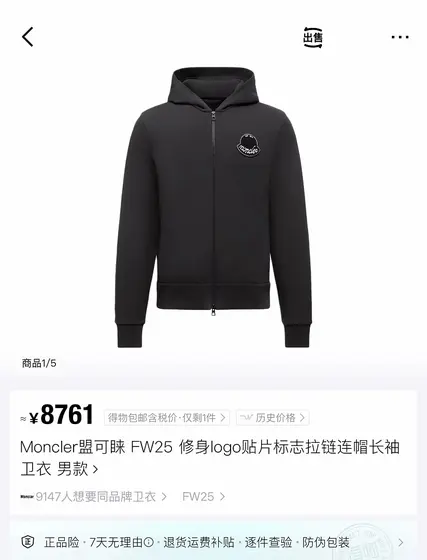 出售
商品1/5
≈¥8761 得物包邮含税价·仅剩1件 > 历史价格 >
Moncler盟可睐 FW25 修身logo贴片标志拉链连帽长袖
卫衣 男款 >
9147人想要同品牌卫衣 > FW25 >
正品险 · 7天无理由 · 退货运费补贴 · 逐件查验 · 防伪包装